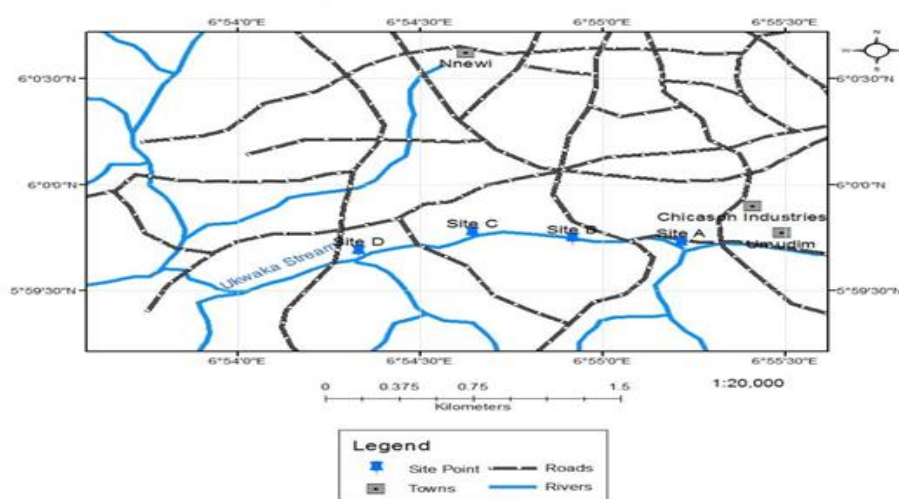 6°54'0"E 6°54'30"E 6°55'0"E 6°55'30"E
N
W
S
Nnewi
6°0'30"N 6°0'30"N
6°0'0"N 6°0'0"N
Chicason Industries
Site C Site B Site A Umudim
Site D
Ukwaka Stream
5°59'30"N 5°59'30"N
6°54'0"E 6°54'30"E 6°55'0"E 6°55'30"E
0 0.375 0.75 1.5
Kilometers
1:20,000
Legend
Site Point Roads
Towns Rivers